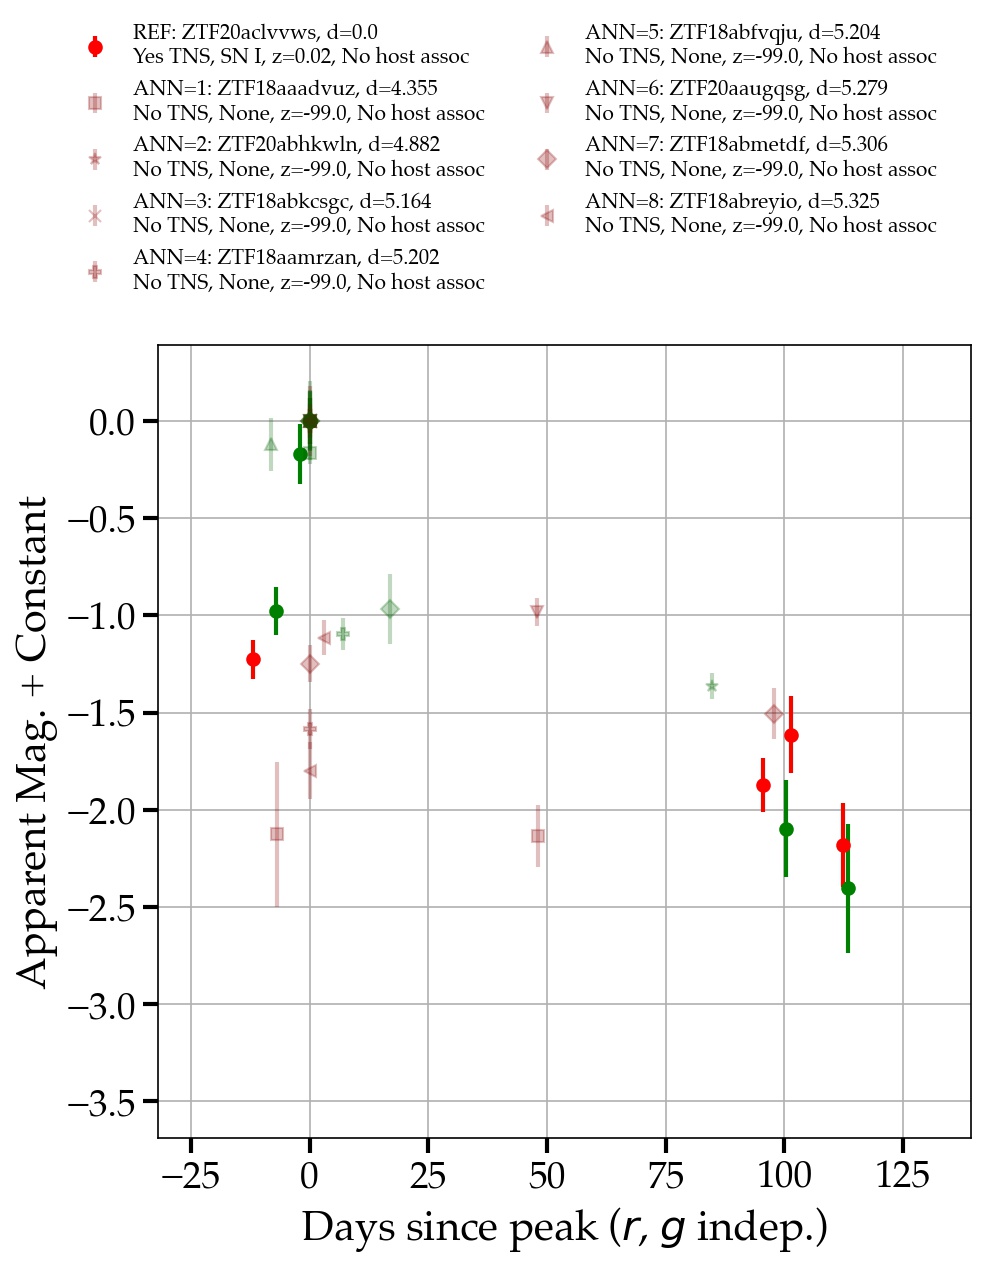 REF: ZTF20aclvvws, d=0.0
Yes TNS, SN I, z=0.02, No host assoc
ANN=1: ZTF18aaadvuz, d=4.355
No TNS, None, z=-99.0, No host assoc
ANN=2: ZTF20abhkwln, d=4.882
No TNS, None, z=-99.0, No host assoc
ANN=3: ZTF18abkcsgc, d=5.164
No TNS, None, z=-99.0, No host assoc
ANN=4: ZTF18aamrzan, d=5.202
No TNS, None, z=-99.0, No host assoc
ANN=5: ZTF18abfvqju, d=5.204
No TNS, None, z=-99.0, No host assoc
ANN=6: ZTF20aaugqsg, d=5.279
No TNS, None, z=-99.0, No host assoc
ANN=7: ZTF18abmetdf, d=5.306
No TNS, None, z=-99.0, No host assoc
ANN=8: ZTF18abreyio, d=5.325
No TNS, None, z=-99.0, No host assoc
Apparent Mag. + Constant
0.0
−0.5
−1.0
−1.5
−2.0
−2.5
−3.0
−3.5
−25 0 25 50 75 100 125
Days since peak (r, g indep.)